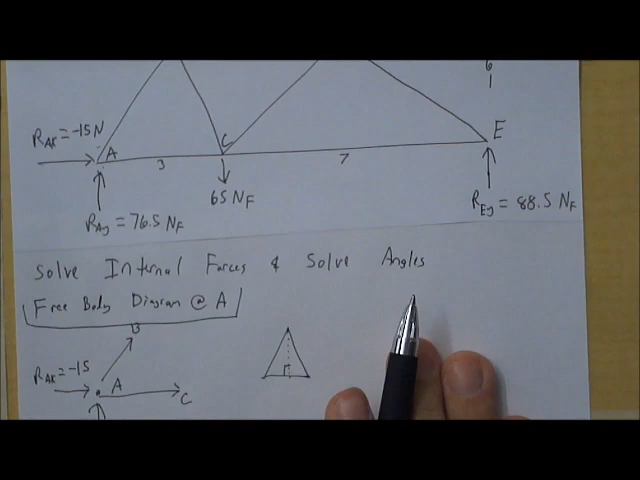 6
R_Ax = -15 N
A
C
E
3
7
65 N_F
R_Ay = 76.5 N_F
R_Ey = 88.5 N_F
Solve Internal Forces & Solve Angles
Free Body Diagram @ A
B
R_Ax = -15
A
C